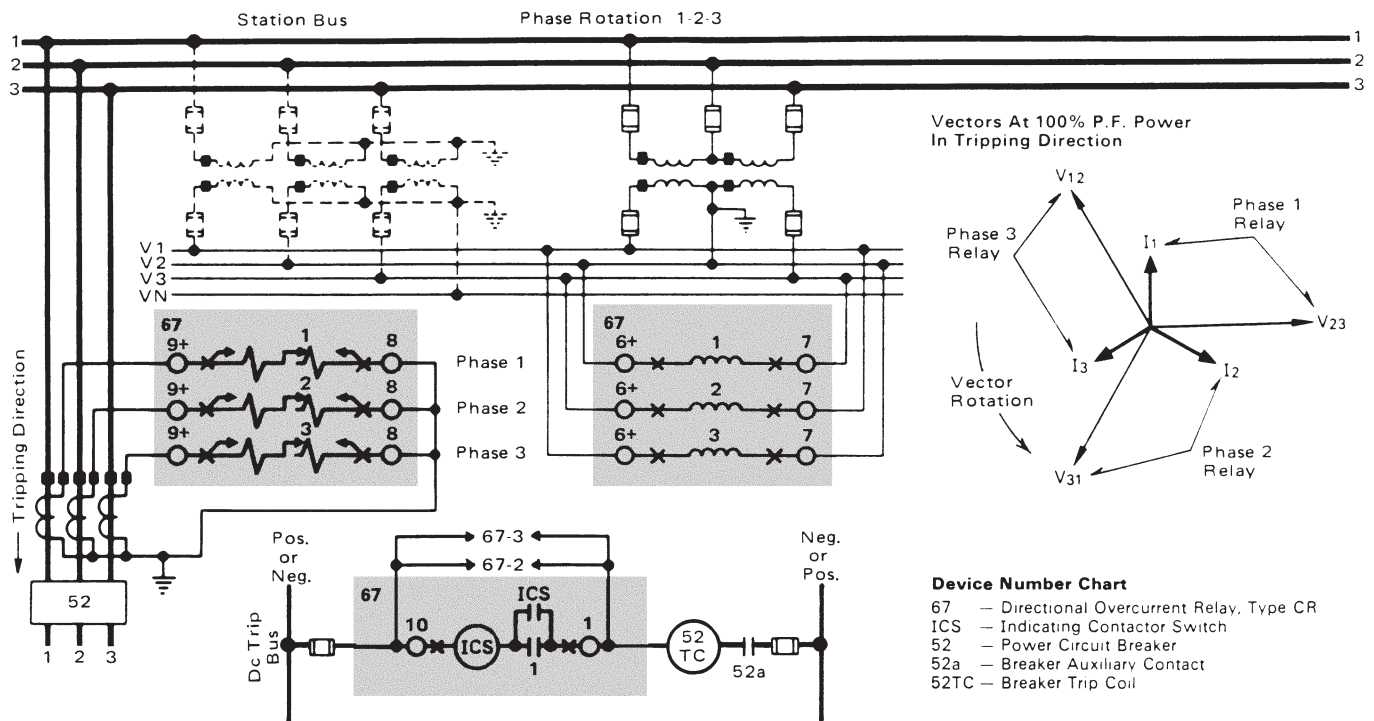 Station Bus
Phase Rotation 1-2-3
1
1
2
2
3
3
Vectors At 100% P.F. Power
In Tripping Direction
V12
Phase 1
Relay
Phase 3
Relay
I1
V23
I3
I2
Vector
Rotation
Phase 2
Relay
V31
V1
V2
V3
VN
67
9+
1
8
Phase 1
9+
2
8
Phase 2
9+
3
8
Phase 3
67
6+
1
7
6+
2
7
6+
3
7
Tripping Direction
52
1 2 3
Pos.
or
Neg.
67-3
67-2
Neg.
or
Pos.
Dc Trip
Bus
67
ICS
10
ICS
1
1
52
TC
52a
Device Number Chart
67 — Directional Overcurrent Relay, Type CR
ICS — Indicating Contactor Switch
52 — Power Circuit Breaker
52a — Breaker Auxiliary Contact
52TC — Breaker Trip Coil